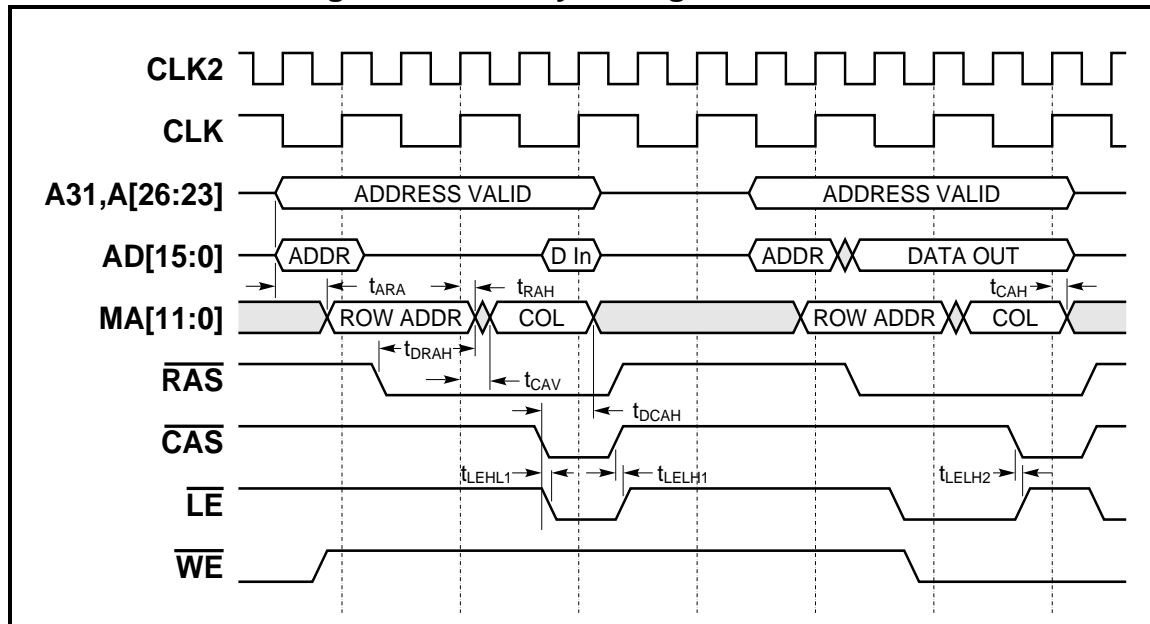 CLK2
CLK
A31,A[26:23] ADDRESS VALID ADDRESS VALID
AD[15:0] ADDR D In ADDR DATA OUT
tARA tRAH tCAH
MA[11:0] ROW ADDR COL ROW ADDR COL
tDRAH
RAS tCAV
tDCAH
CAS
tLEHL1 tLELH1 tLELH2
LE
WE